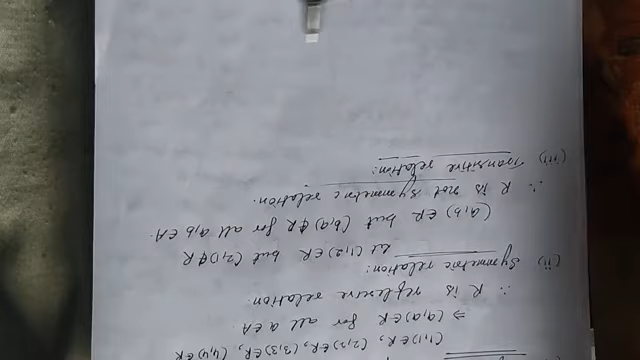 (1,1) ∈ R, (2,2) ∈ R, (3,3) ∈ R, (4,4) ∈ R
⇒ (a,a) ∈ R for all a ∈ A
∴ R is reflexive relation.
(ii) Symmetric relation:
Let (1,2) ∈ R but (2,1) ∉ R
(a,b) ∈ R but (b,a) ∉ R for all a,b ∈ A.
∴ R is not symmetric relation.
(iii) Transitive relation: